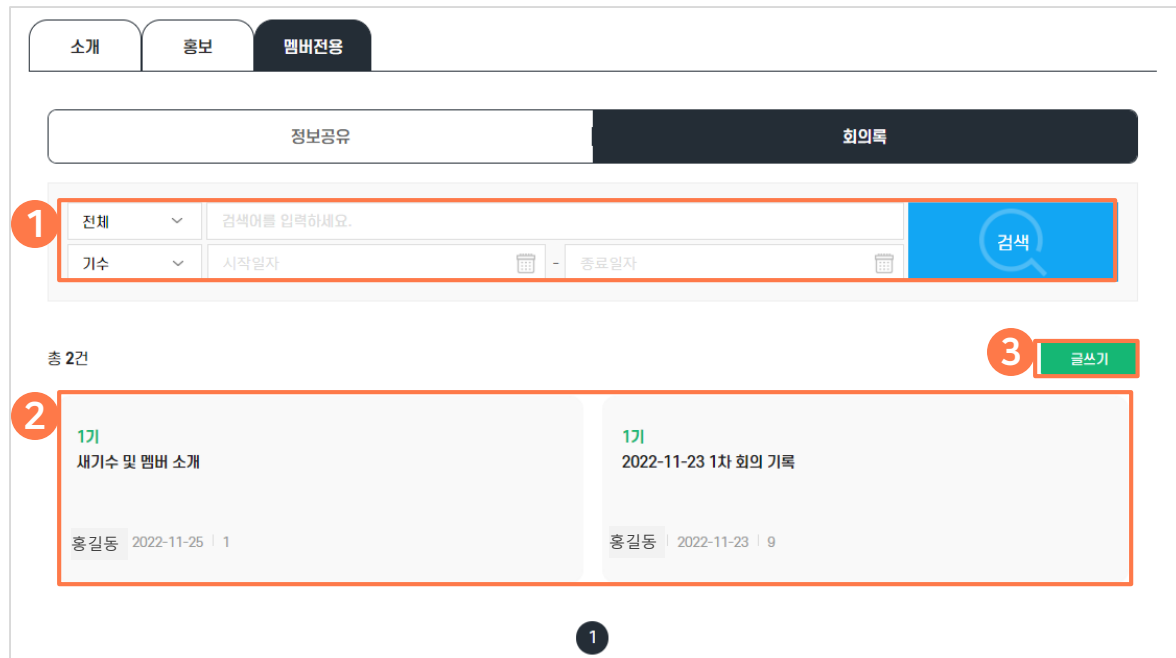 소개 홍보 멤버전용
정보공유 회의록
1
전체 검색어를 입력하세요.
검색
기수 시작일자 - 종료일자
총 2건
3 글쓰기
2
1기
새기수 및 멤버 소개
홍길동 2022-11-25 1
1기
2022-11-23 1차 회의 기록
홍길동 2022-11-23 9
1